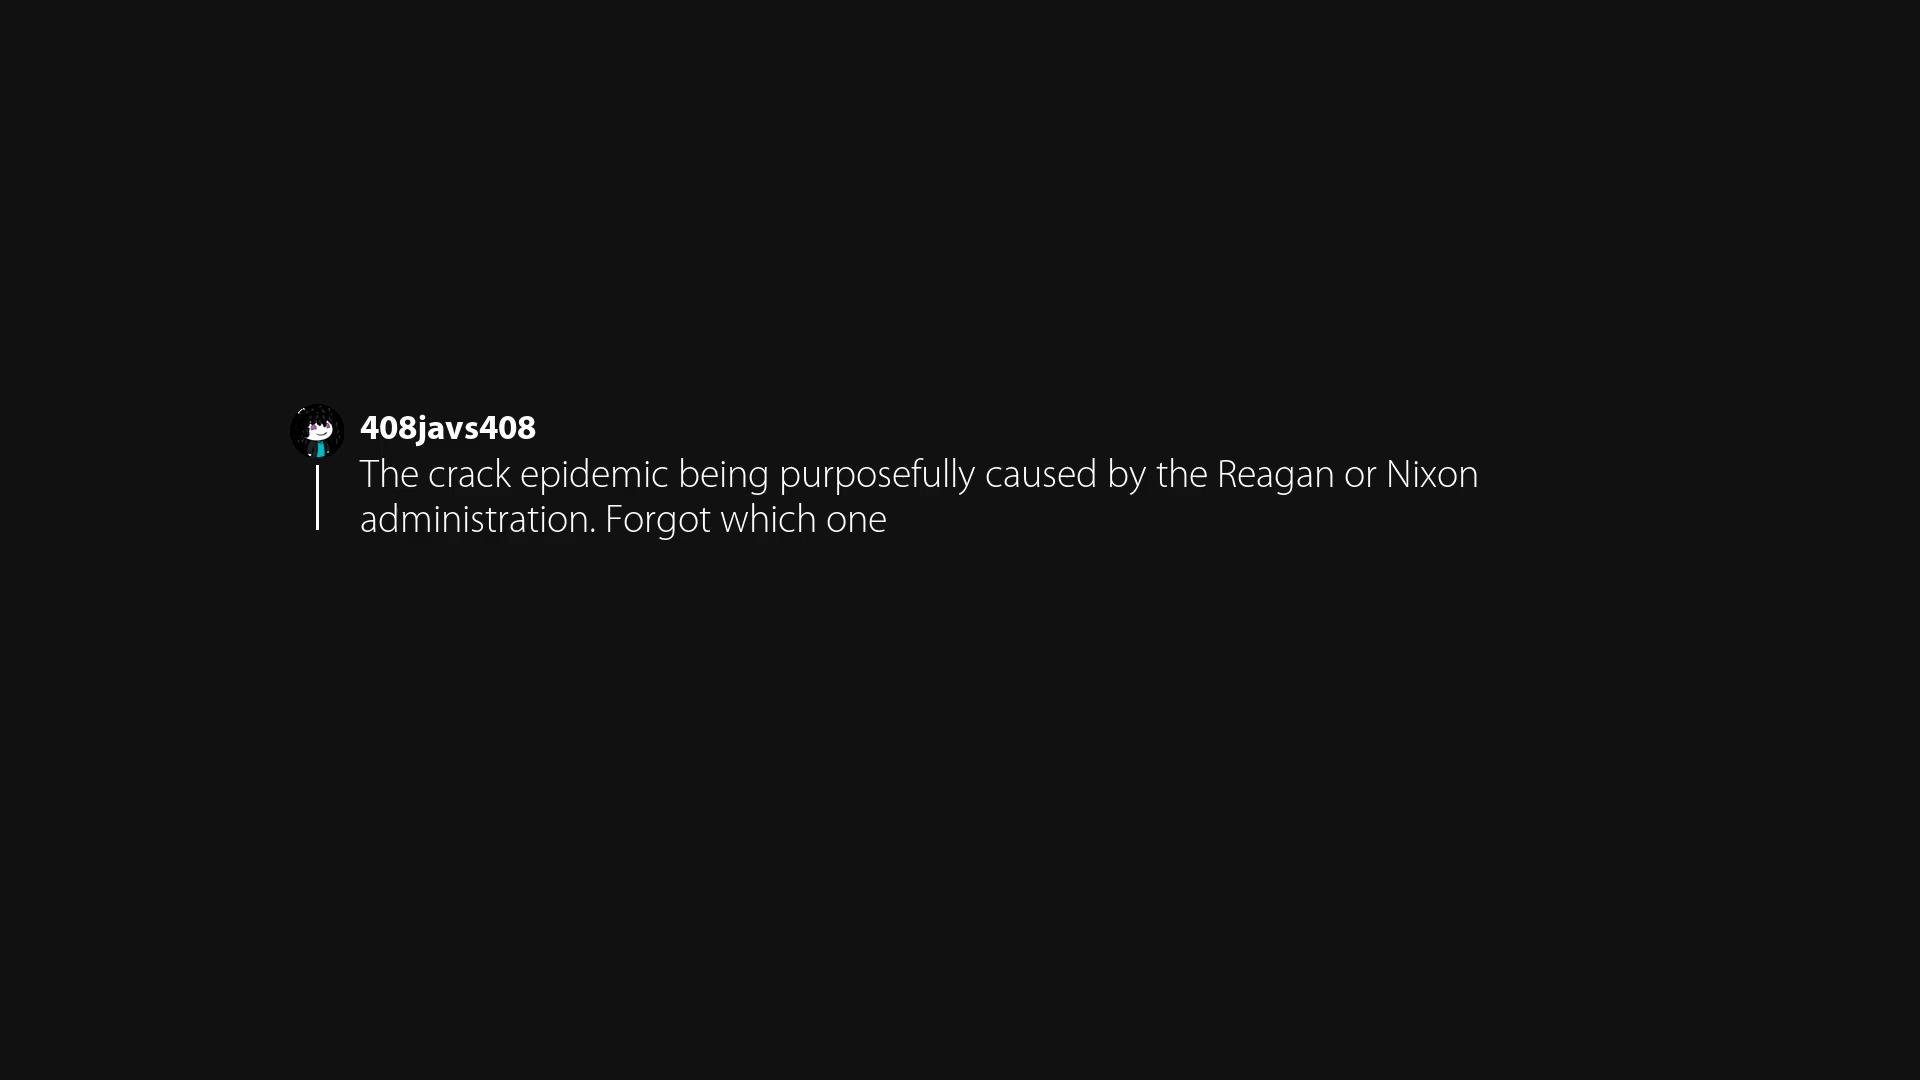 408javs408
The crack epidemic being purposefully caused by the Reagan or Nixon
administration. Forgot which one